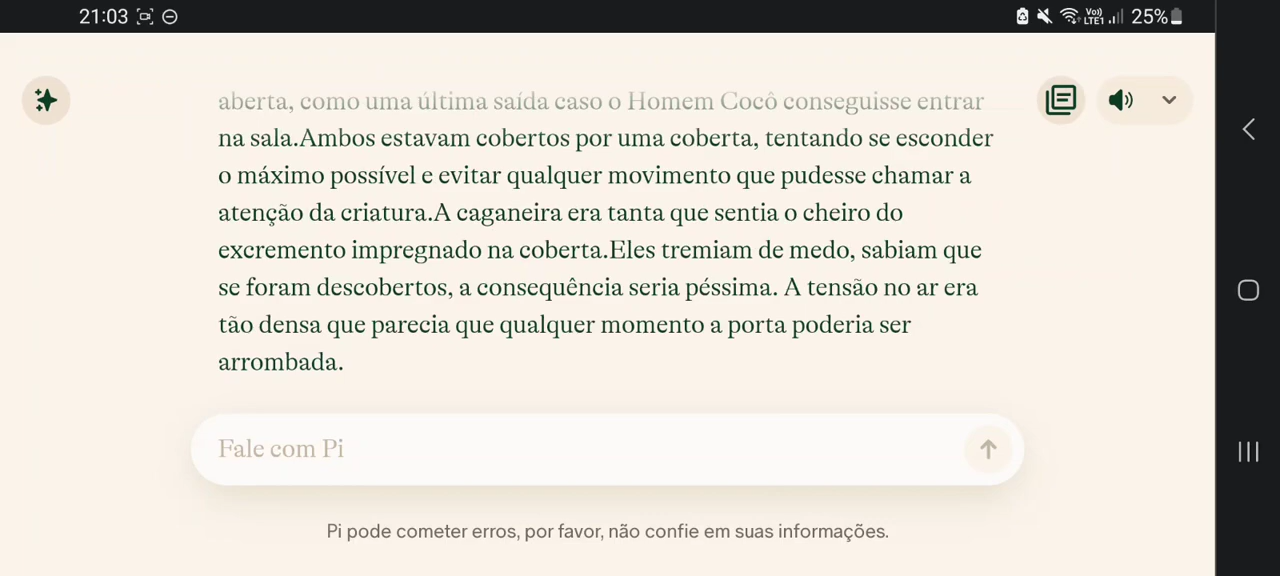 21:03
Vo))
LTE1
25%
aberta, como uma última saída caso o Homem Cocô conseguisse entrar
na sala.Ambos estavam cobertos por uma coberta, tentando se esconder
o máximo possível e evitar qualquer movimento que pudesse chamar a
atenção da criatura.A caganeira era tanta que sentia o cheiro do
excremento impregnado na coberta.Eles tremiam de medo, sabiam que
se foram descobertos, a consequência seria péssima. A tensão no ar era
tão densa que parecia que qualquer momento a porta poderia ser
arrombada.
Fale com Pi
Pi pode cometer erros, por favor, não confie em suas informações.